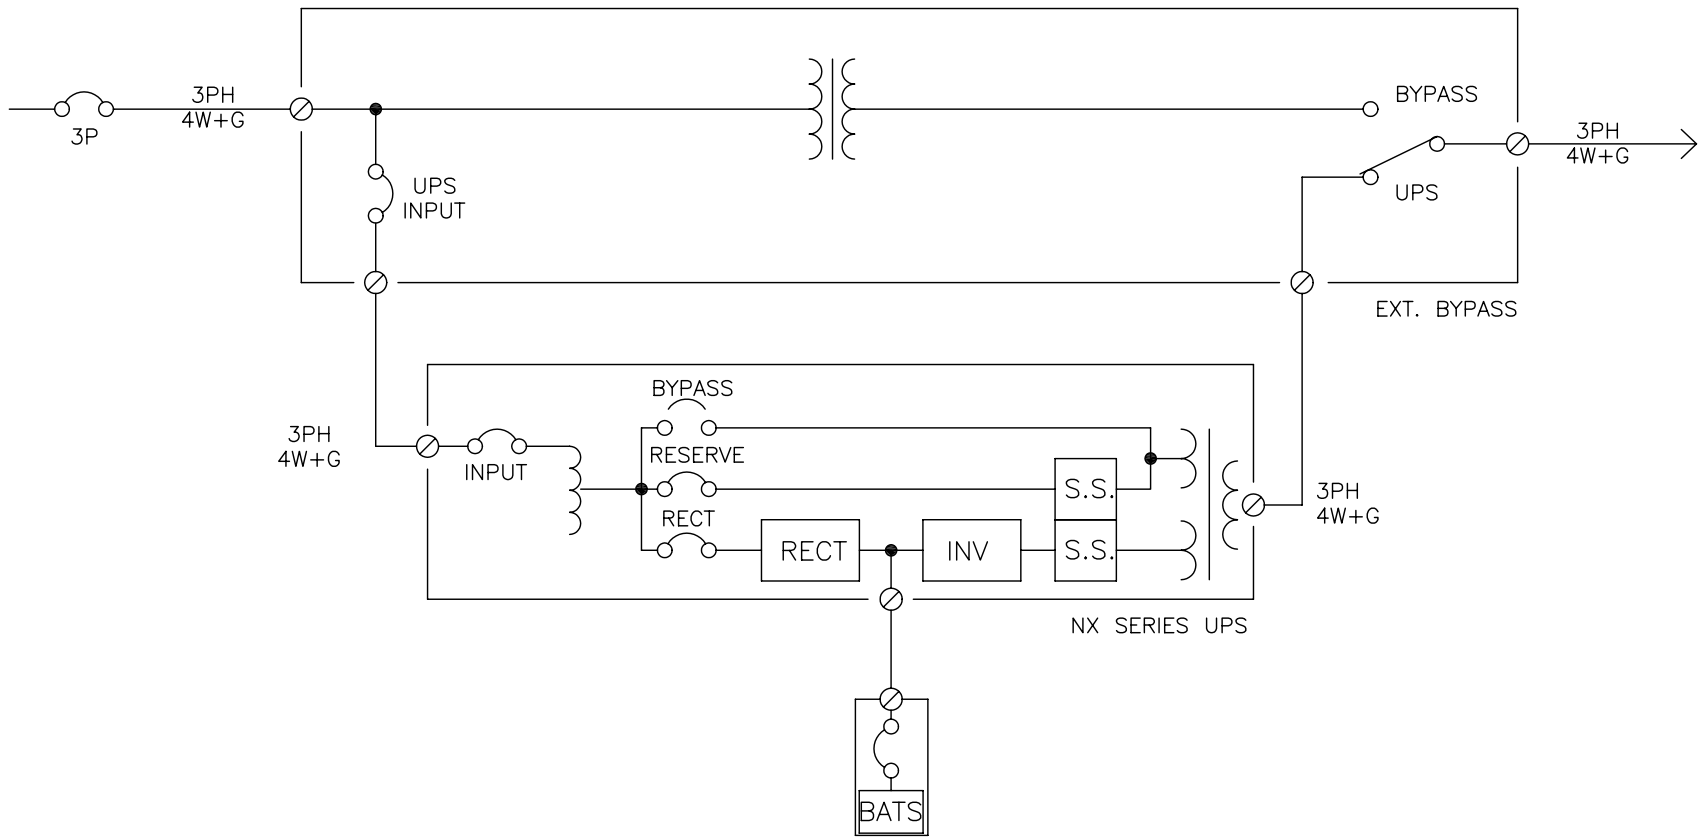 3PH
4W+G
3P
BYPASS
3PH
4W+G
UPS
INPUT
UPS
EXT. BYPASS
BYPASS
3PH
4W+G
INPUT
RESERVE
S.S.
3PH
4W+G
RECT
RECT
INV
S.S.
NX SERIES UPS
BATS